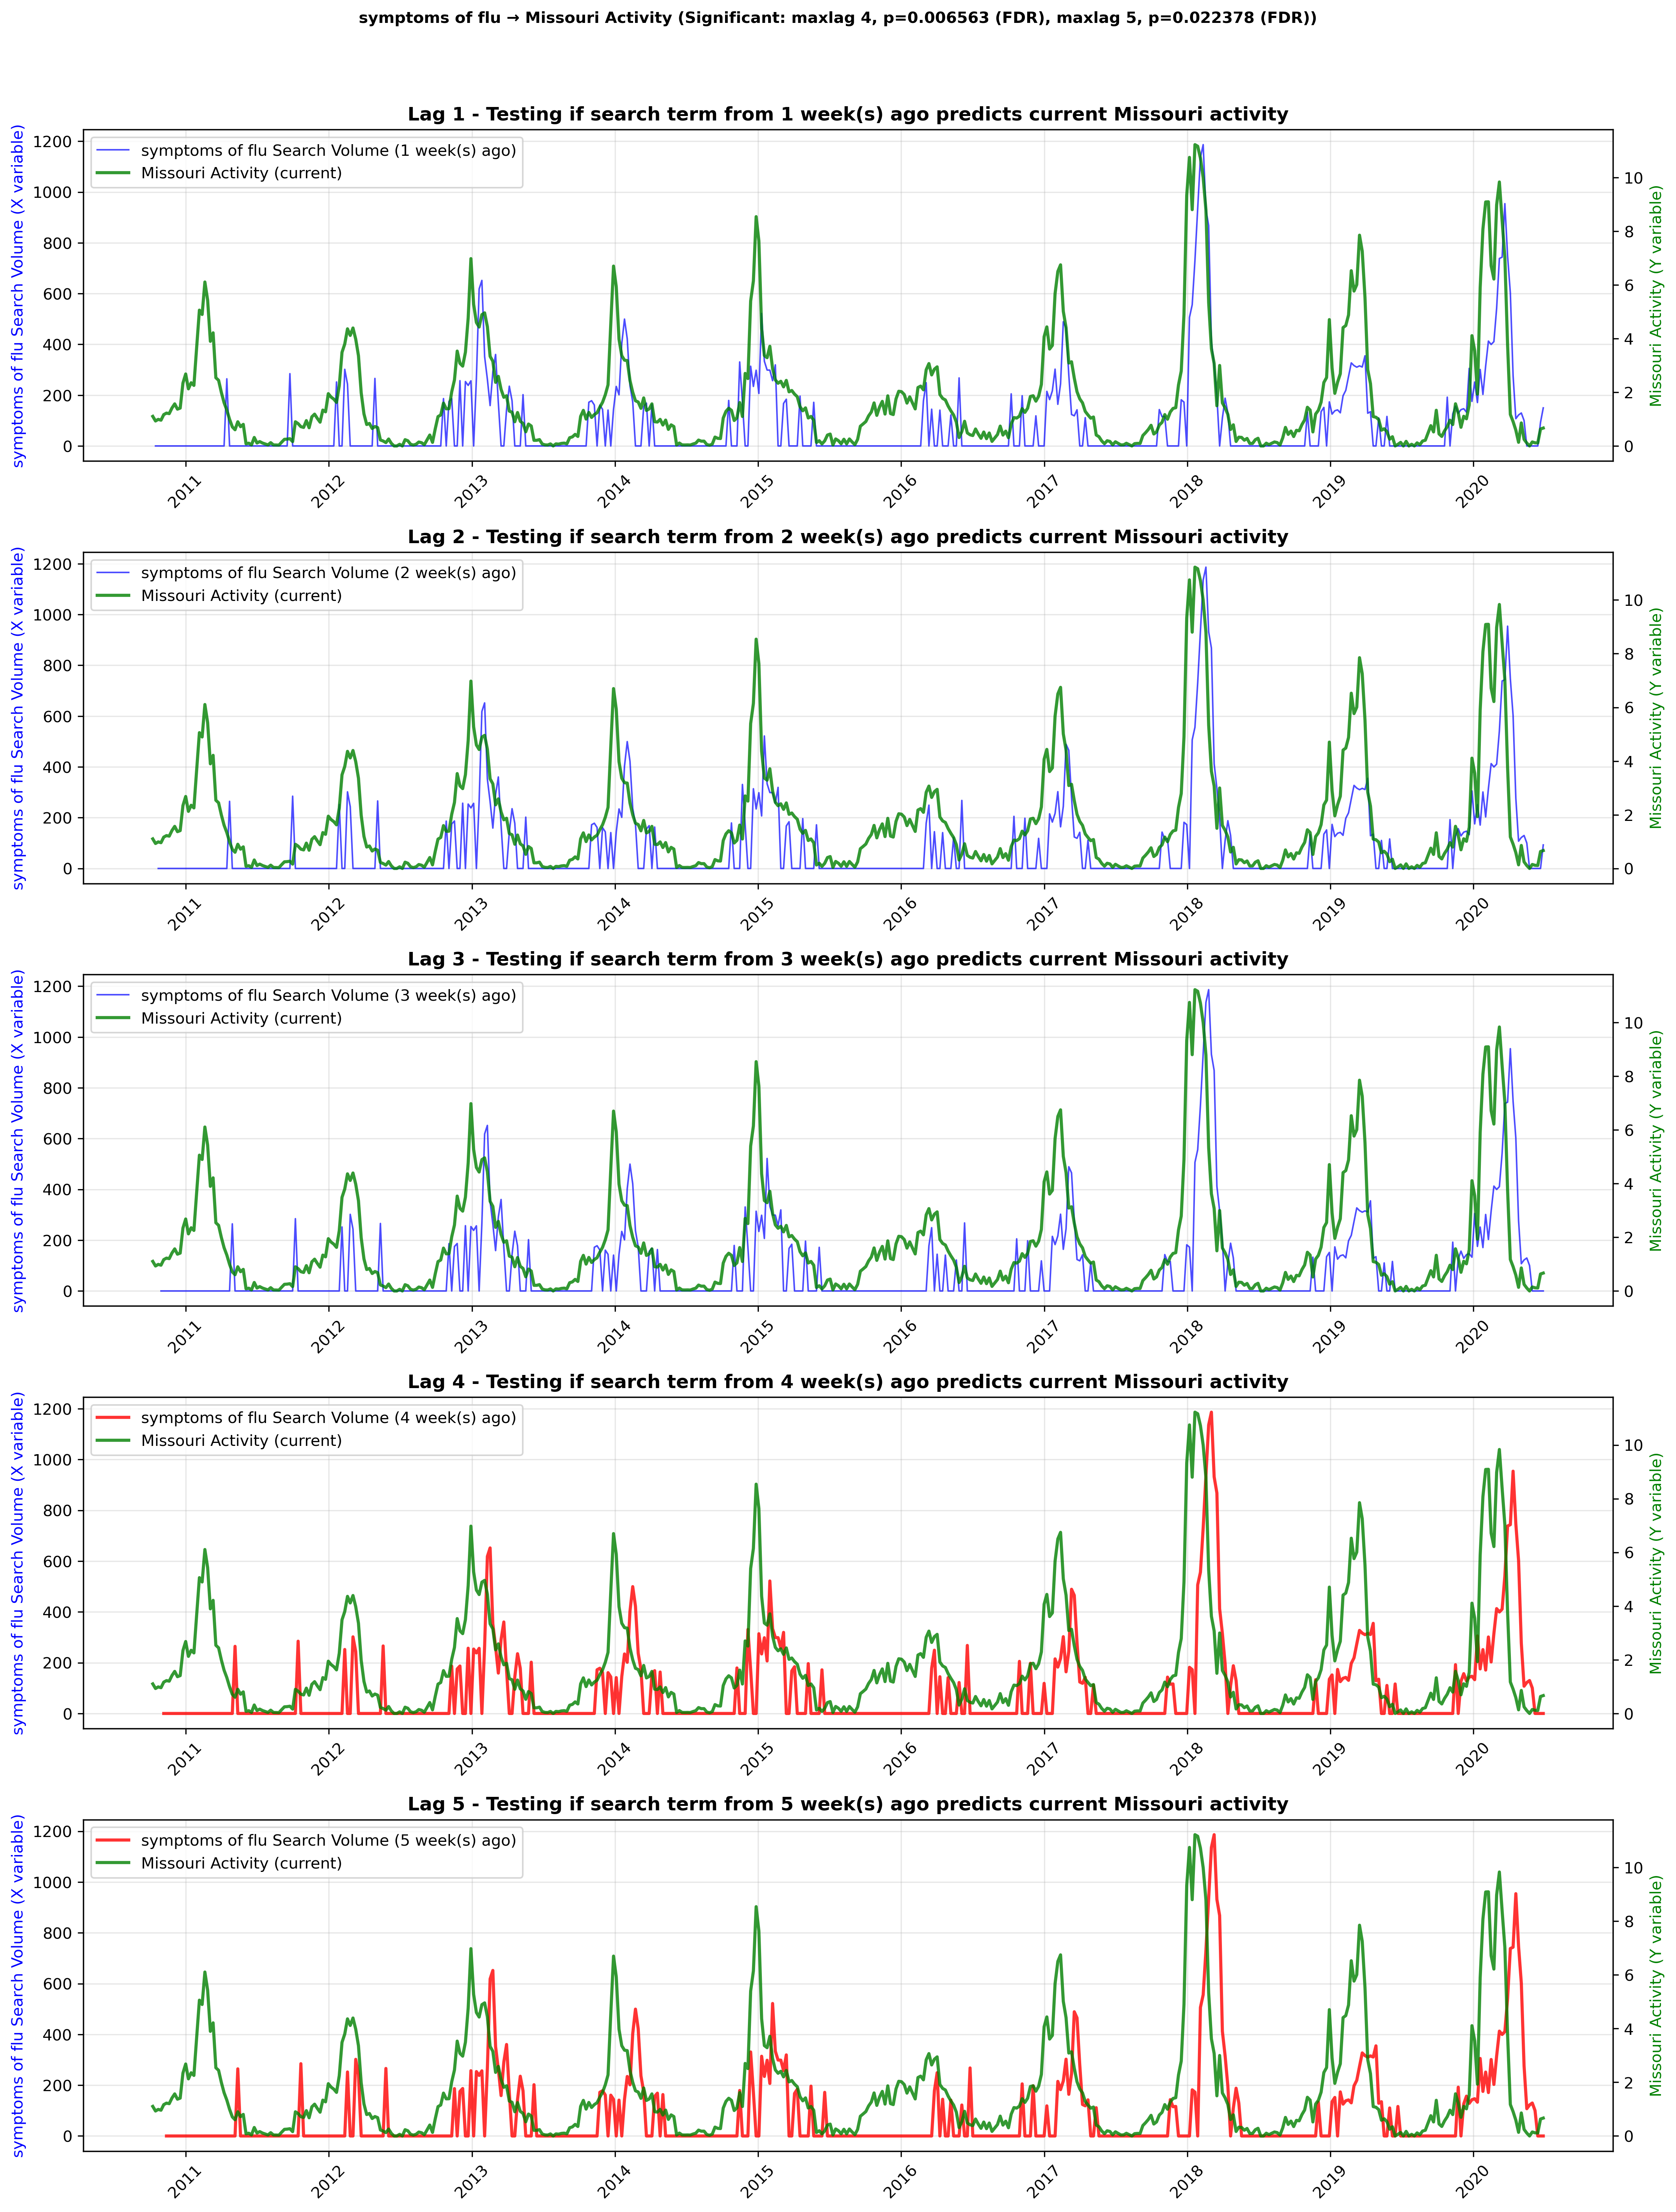 symptoms of flu → Missouri Activity (Significant: maxlag 4, p=0.006563 (FDR), maxlag 5, p=0.022378 (FDR))
Lag 1 - Testing if search term from 1 week(s) ago predicts current Missouri activity
symptoms of flu Search Volume (1 week(s) ago)
Missouri Activity (current)
symptoms of flu Search Volume (X variable)
1200
1000
800
600
400
200
0
10
8
6
4
2
0
Missouri Activity (Y variable)
2011 2012 2013 2014 2015 2016 2017 2018 2019 2020
Lag 2 - Testing if search term from 2 week(s) ago predicts current Missouri activity
symptoms of flu Search Volume (2 week(s) ago)
Missouri Activity (current)
symptoms of flu Search Volume (X variable)
1200
1000
800
600
400
200
0
10
8
6
4
2
0
Missouri Activity (Y variable)
2011 2012 2013 2014 2015 2016 2017 2018 2019 2020
Lag 3 - Testing if search term from 3 week(s) ago predicts current Missouri activity
symptoms of flu Search Volume (3 week(s) ago)
Missouri Activity (current)
symptoms of flu Search Volume (X variable)
1200
1000
800
600
400
200
0
10
8
6
4
2
0
Missouri Activity (Y variable)
2011 2012 2013 2014 2015 2016 2017 2018 2019 2020
Lag 4 - Testing if search term from 4 week(s) ago predicts current Missouri activity
symptoms of flu Search Volume (4 week(s) ago)
Missouri Activity (current)
symptoms of flu Search Volume (X variable)
1200
1000
800
600
400
200
0
10
8
6
4
2
0
Missouri Activity (Y variable)
2011 2012 2013 2014 2015 2016 2017 2018 2019 2020
Lag 5 - Testing if search term from 5 week(s) ago predicts current Missouri activity
symptoms of flu Search Volume (5 week(s) ago)
Missouri Activity (current)
symptoms of flu Search Volume (X variable)
1200
1000
800
600
400
200
0
10
8
6
4
2
0
Missouri Activity (Y variable)
2011 2012 2013 2014 2015 2016 2017 2018 2019 2020